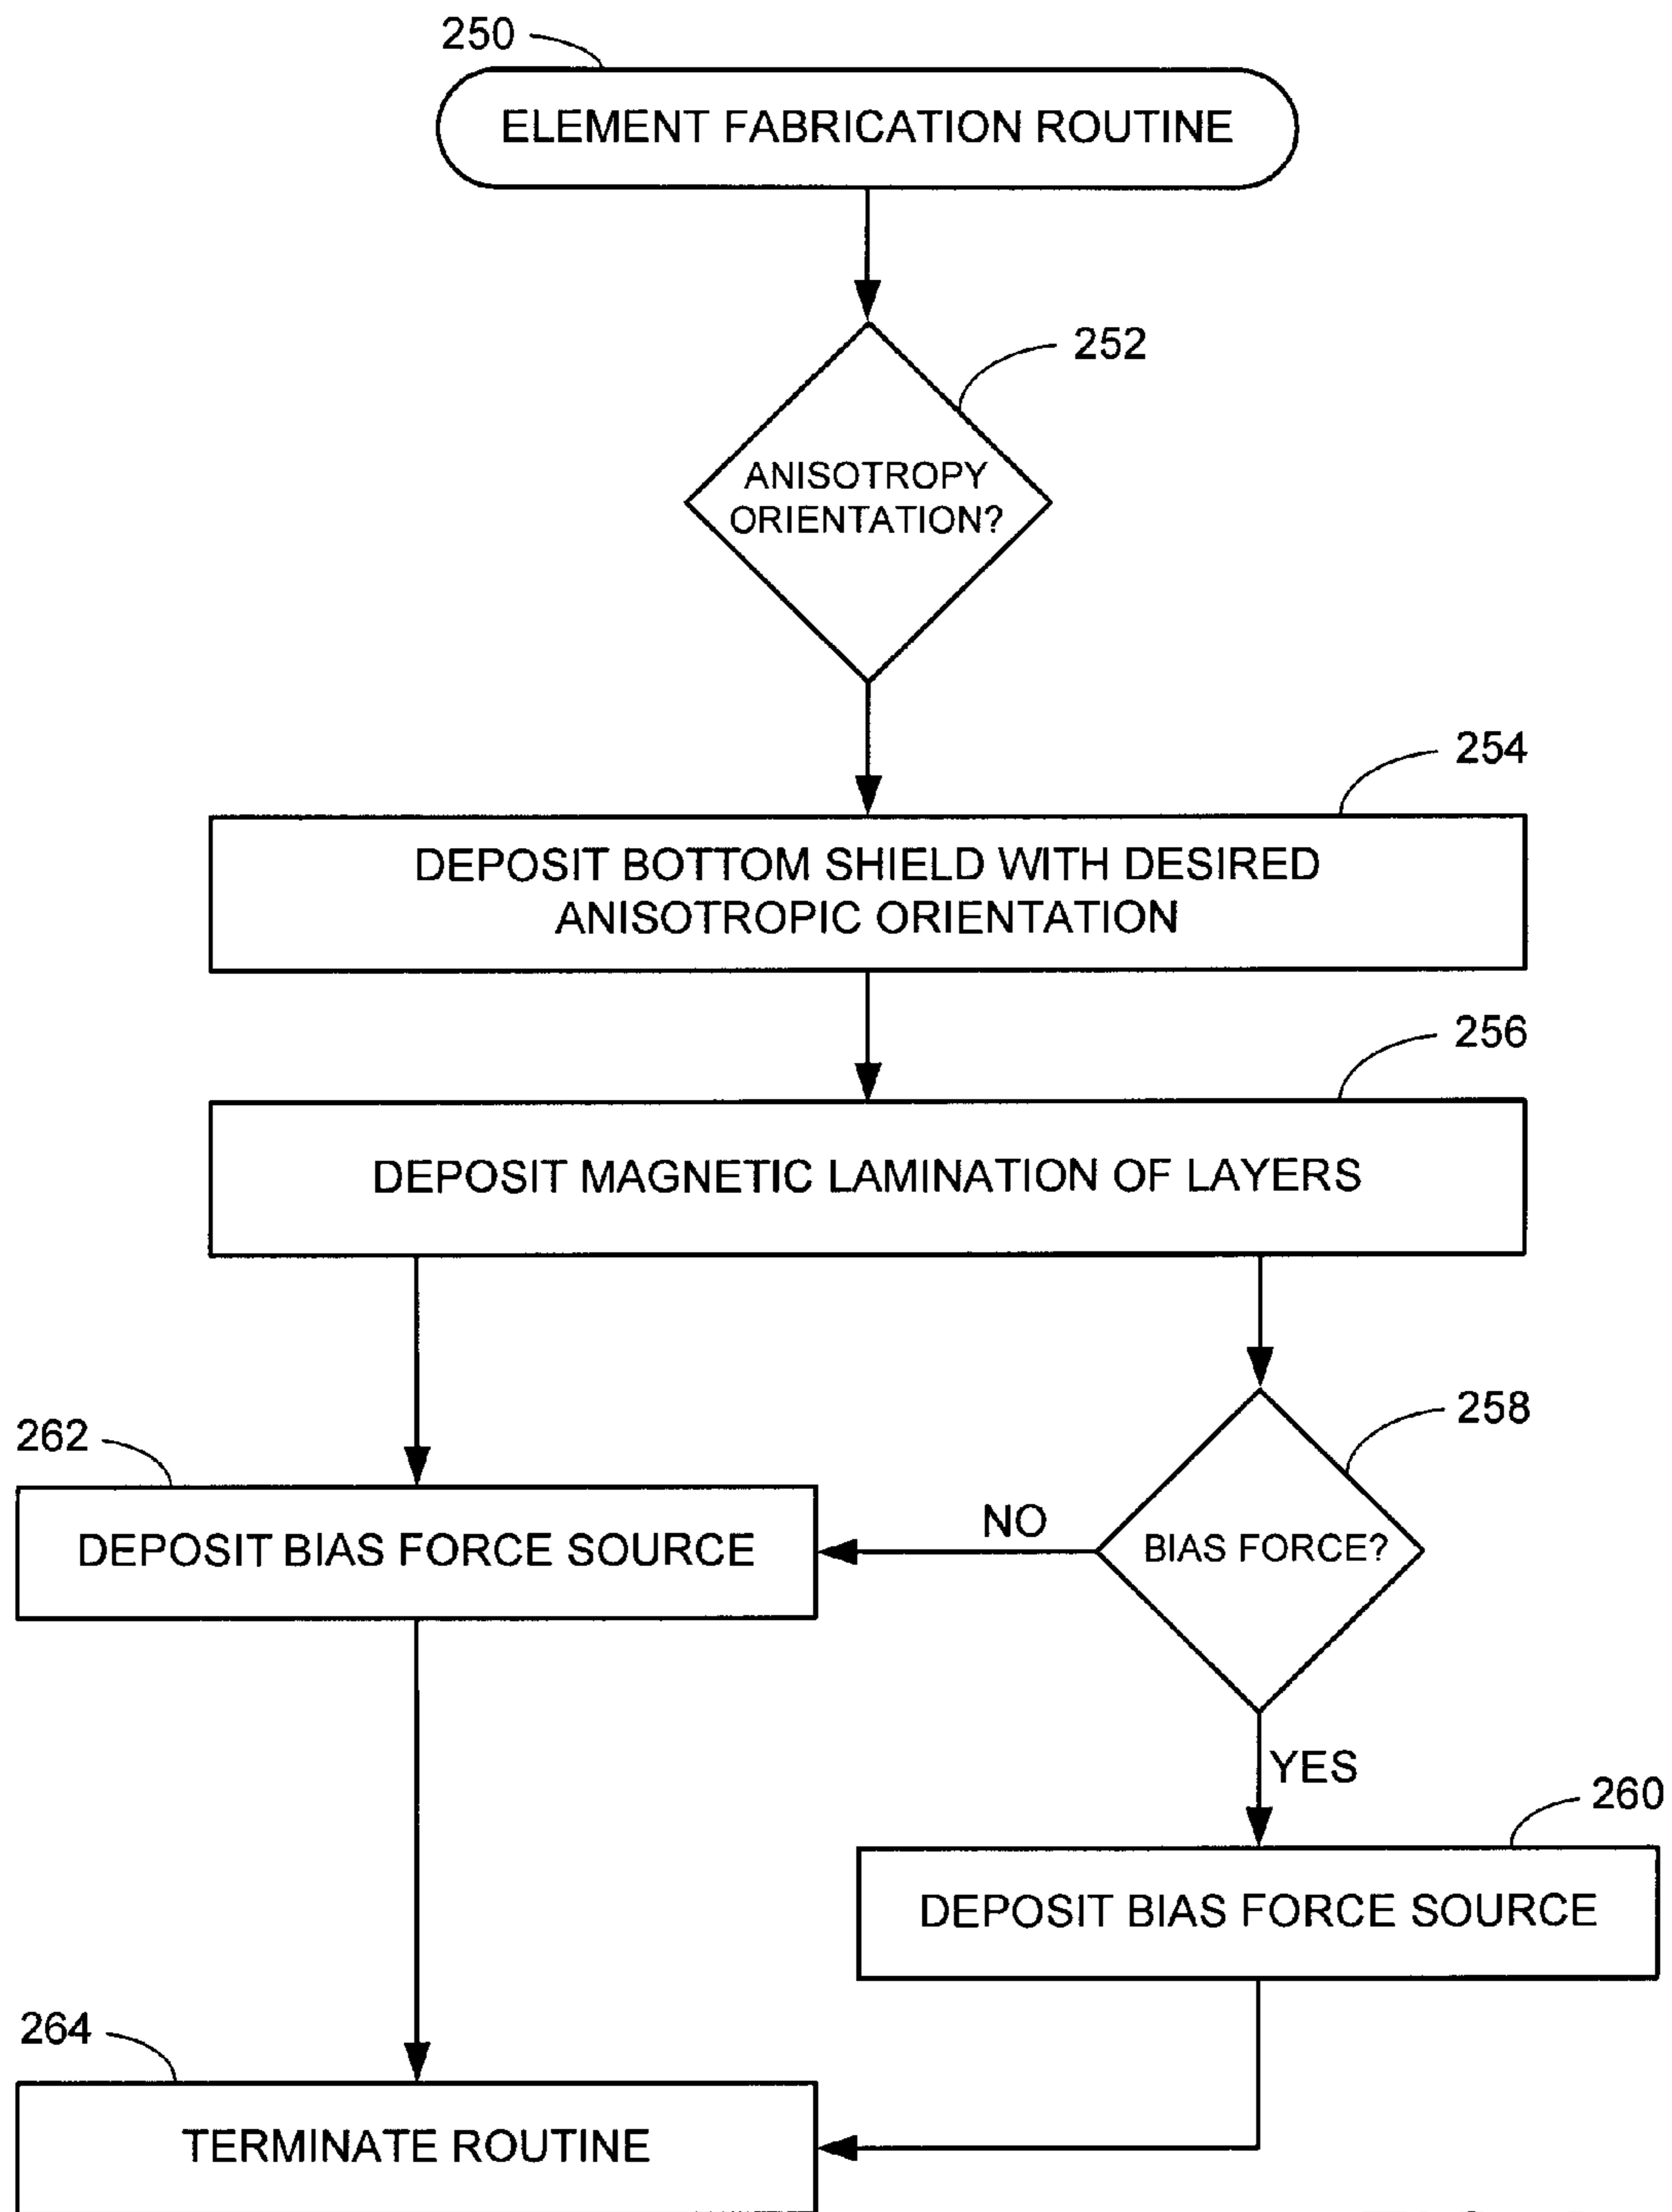 250
ELEMENT FABRICATION ROUTINE
252
ANISOTROPY
ORIENTATION?
254
DEPOSIT BOTTOM SHIELD WITH DESIRED
ANISOTROPIC ORIENTATION
256
DEPOSIT MAGNETIC LAMINATION OF LAYERS
258
262
NO
DEPOSIT BIAS FORCE SOURCE
BIAS FORCE?
YES
260
DEPOSIT BIAS FORCE SOURCE
264
TERMINATE ROUTINE